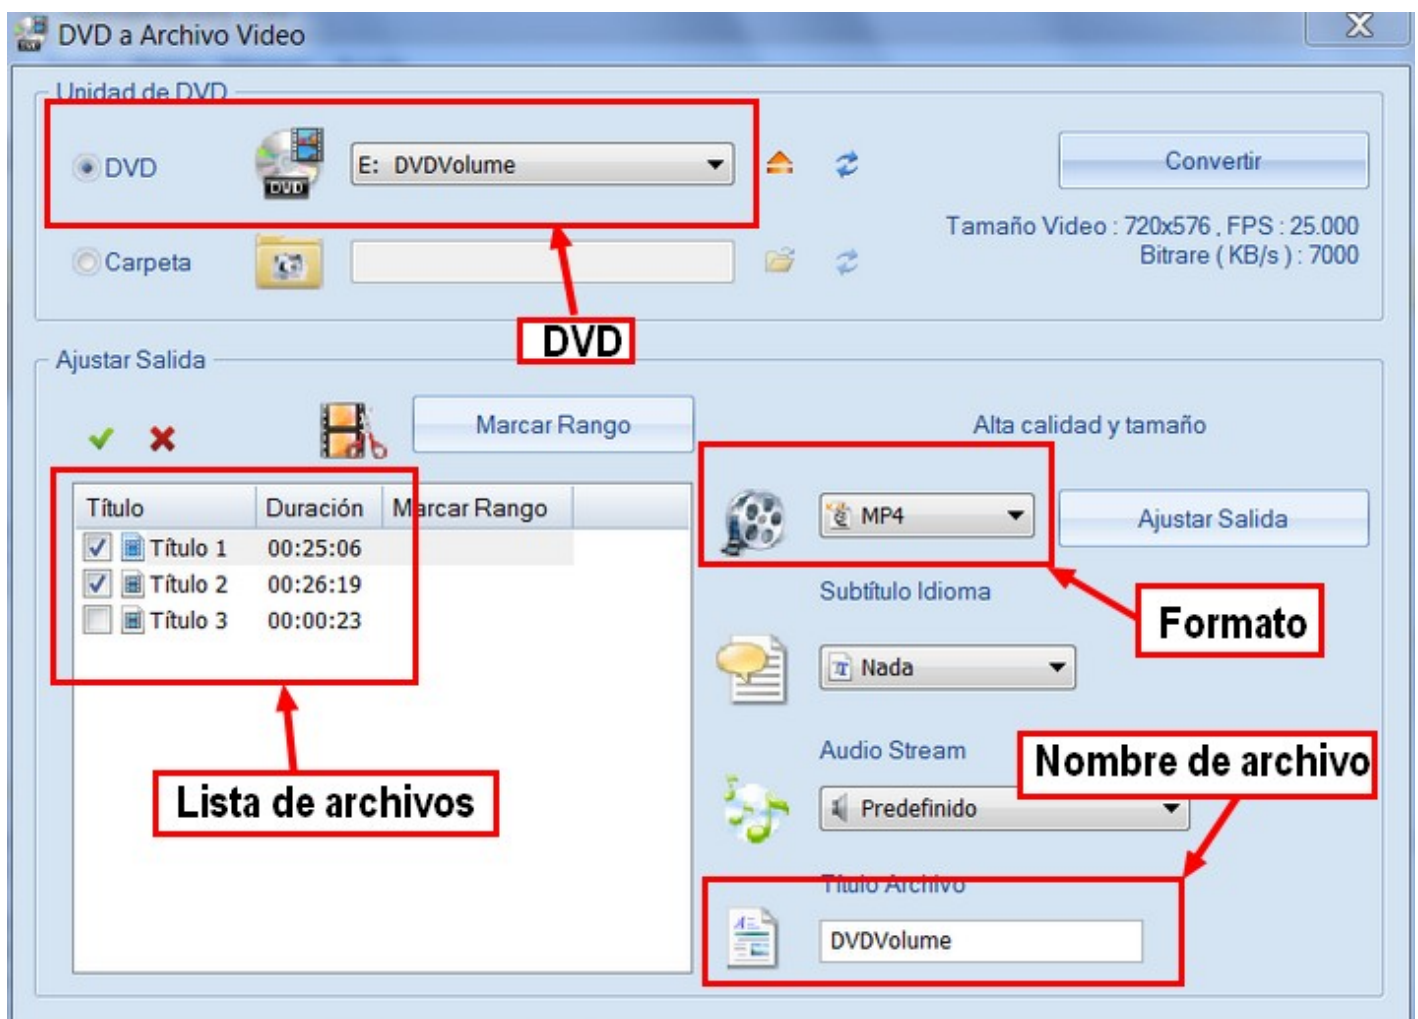 DVD a Archivo Video
Unidad de DVD
DVD
DVD
E: DVDVolume
Convertir
Tamaño Video : 720x576 , FPS : 25.000
Bitrare ( KB/s ) : 7000
Carpeta
DVD
Ajustar Salida
Marcar Rango
Alta calidad y tamaño
Título Duración Marcar Rango
Título 1 00:25:06
Título 2 00:26:19
Título 3 00:00:23
MP4
Ajustar Salida
Subtítulo Idioma
Formato
Nada
Audio Stream
Nombre de archivo
Lista de archivos
Predefinido
Título Archivo
DVDVolume